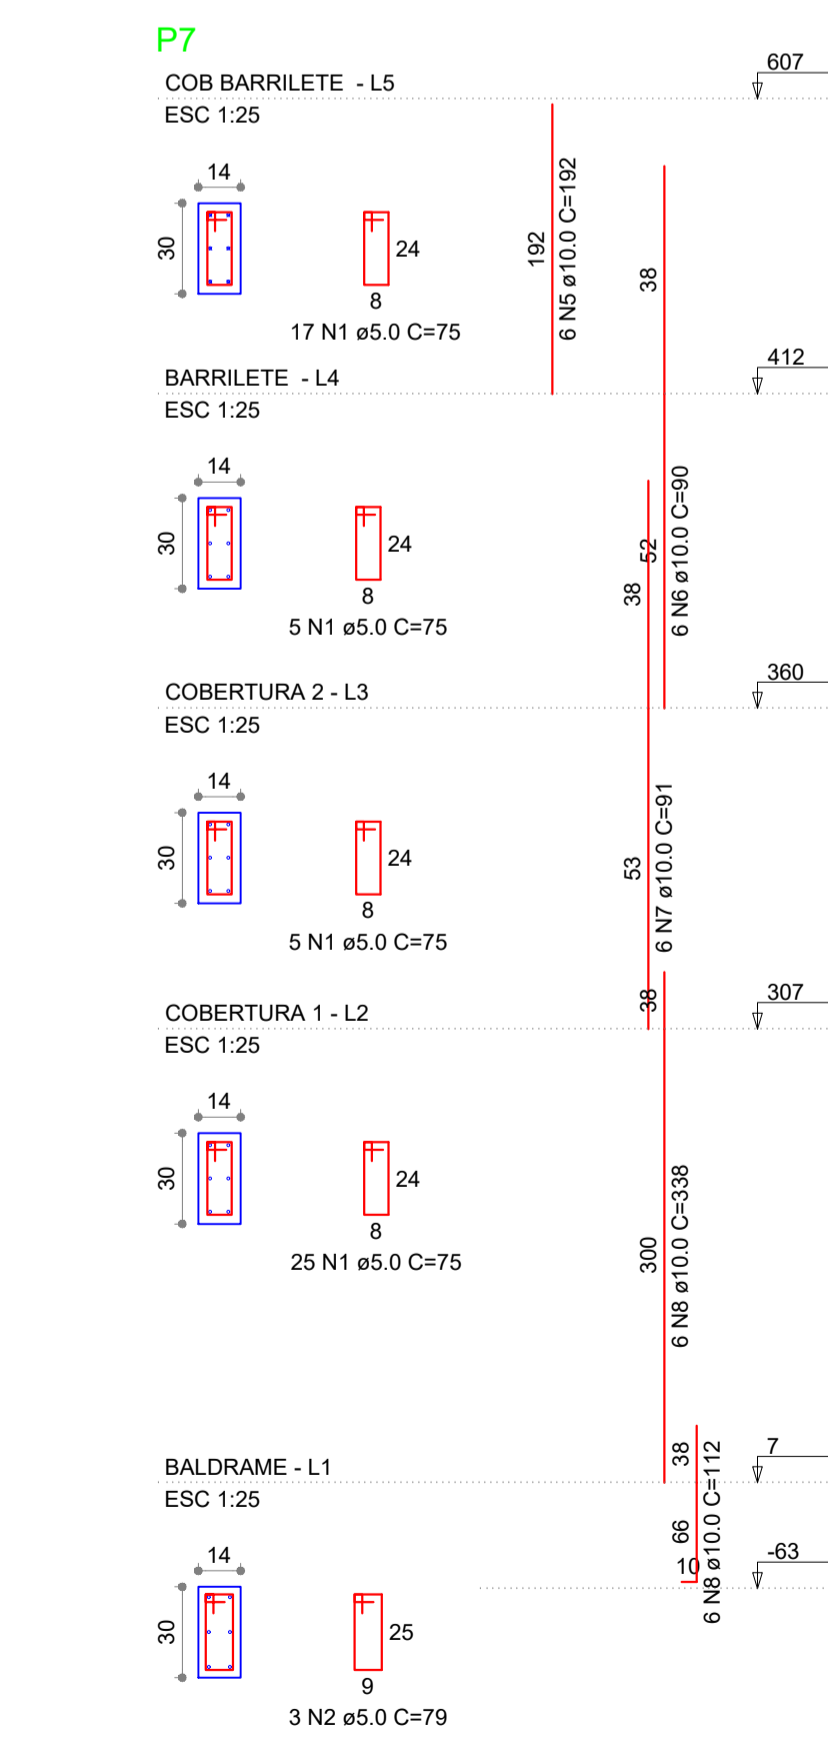 P7
COB BARRILETE - L5
607
ESC 1:25
14
30
24
8
17 N1 ø5.0 C=75
192
6 N5 ø10.0 C=192
38
BARRILETE - L4
412
ESC 1:25
14
30
24
8
5 N1 ø5.0 C=75
38
52
6 N6 ø10.0 C=90
COBERTURA 2 - L3
360
ESC 1:25
14
30
24
8
5 N1 ø5.0 C=75
53
6 N7 ø10.0 C=91
38
COBERTURA 1 - L2
307
ESC 1:25
14
30
24
8
25 N1 ø5.0 C=75
300
6 N8 ø10.0 C=338
BALDRAME - L1
7
ESC 1:25
38
66
10
6 N8 ø10.0 C=112
-63
14
30
25
9
3 N2 ø5.0 C=79